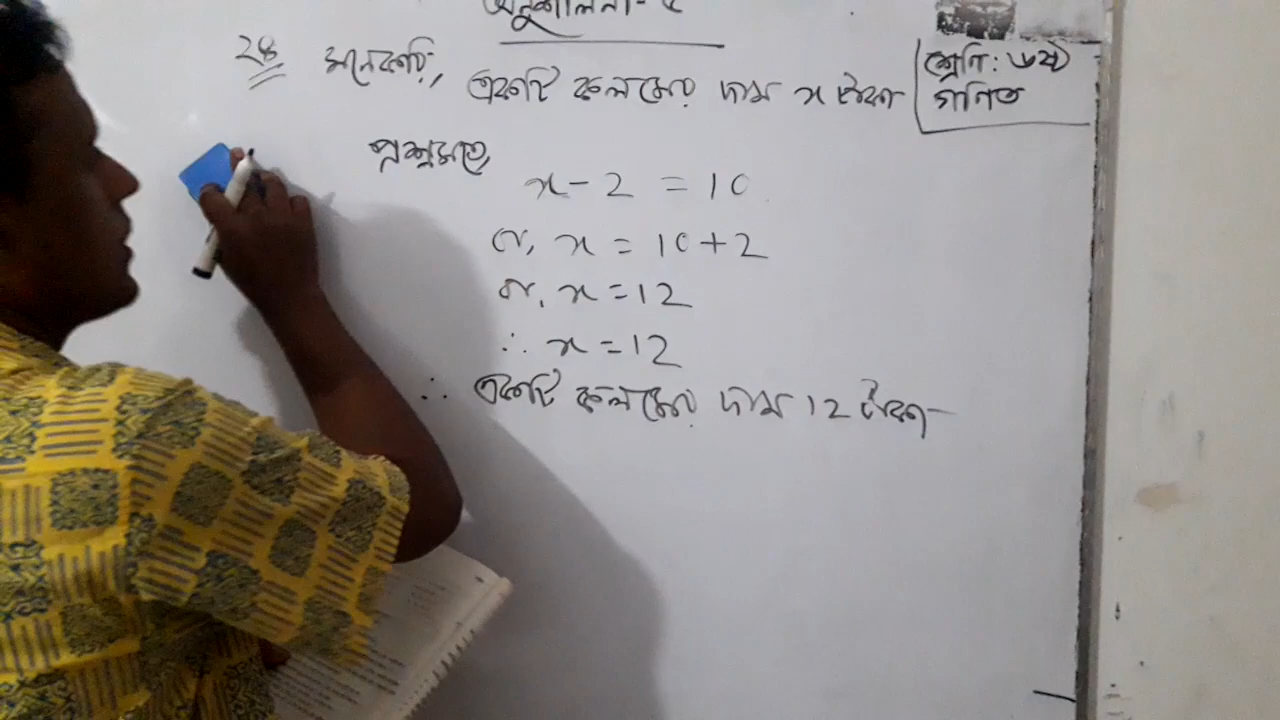 অনুশীলনী- ৫
শ্রেণি: ৬ষ্ঠ
গণিত
২৪ মনেকরি, একটি কলমের দাম x টাকা
প্রশ্নমতে,
x - 2 = 10
বা, x = 10 + 2
বা, x = 12
∴ x = 12
∴ একটি কলমের দাম 12 টাকা